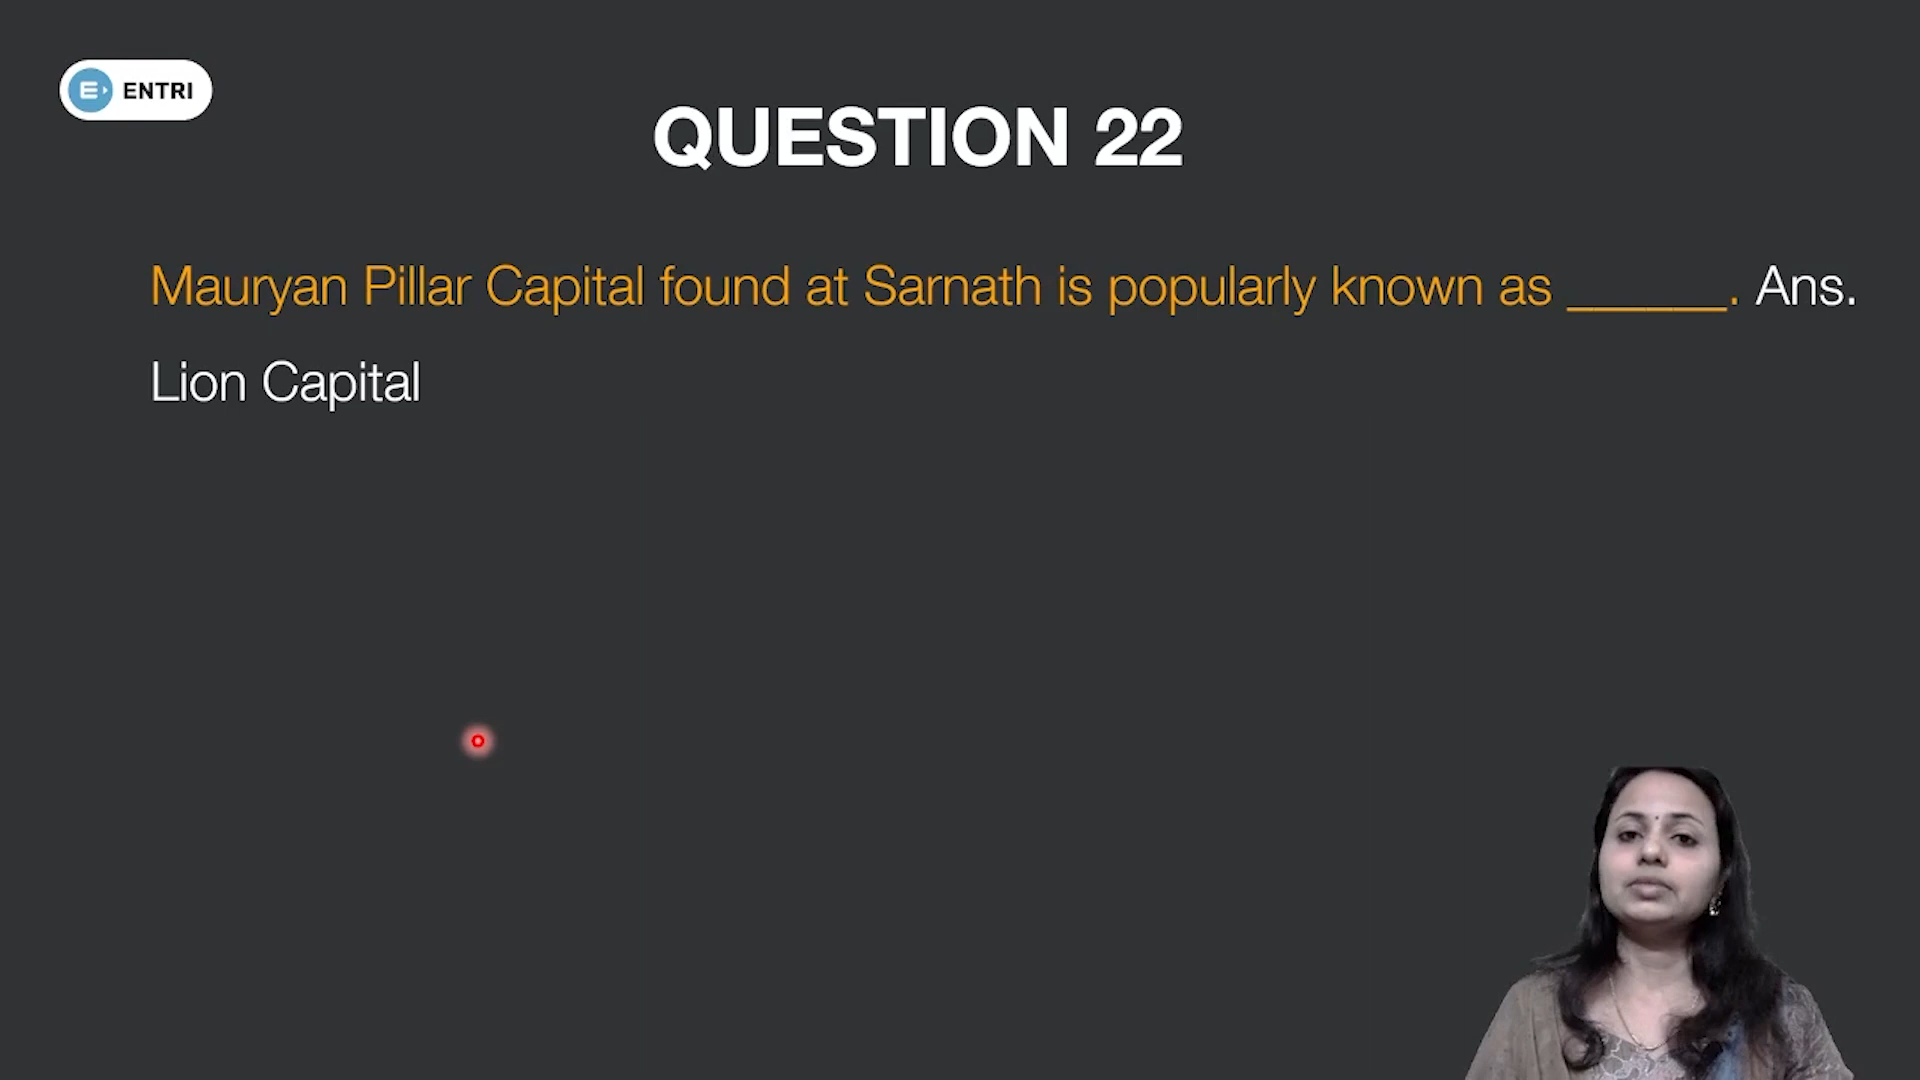 ENTRI
QUESTION 22
Mauryan Pillar Capital found at Sarnath is popularly known as ______. Ans.
Lion Capital